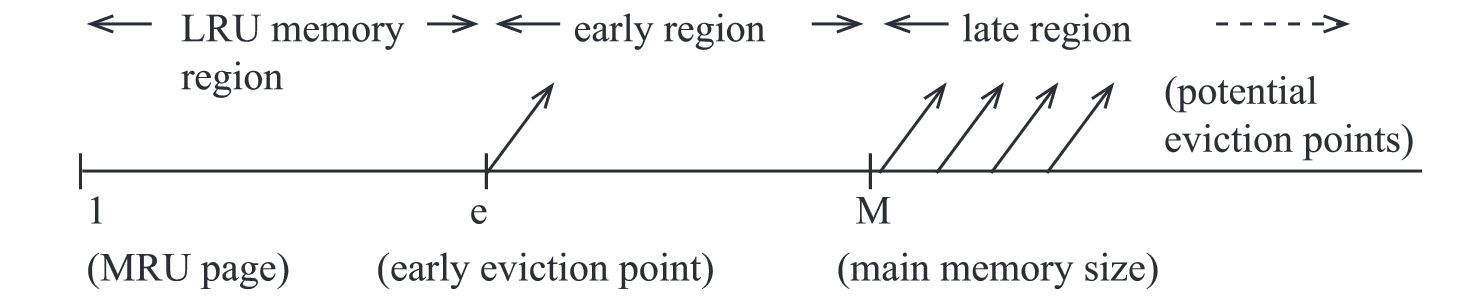 LRU memory region
early region
late region
(potential eviction points)
1
e
M
(MRU page)
(early eviction point)
(main memory size)